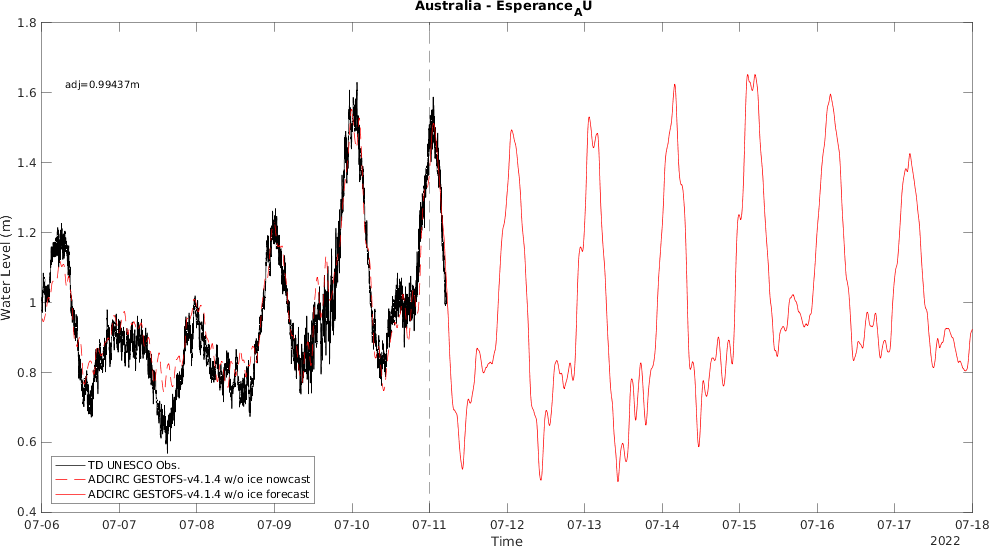 Australia - Esperance_AU
1.8
adj=0.99437m
1.6
1.4
1.2
Water Level (m)
1
0.8
0.6
TD UNESCO Obs.
ADCIRC GESTOFS-v4.1.4 w/o ice nowcast
ADCIRC GESTOFS-v4.1.4 w/o ice forecast
0.4
07-06 07-07 07-08 07-09 07-10 07-11 07-12 07-13 07-14 07-15 07-16 07-17 07-18
Time
2022